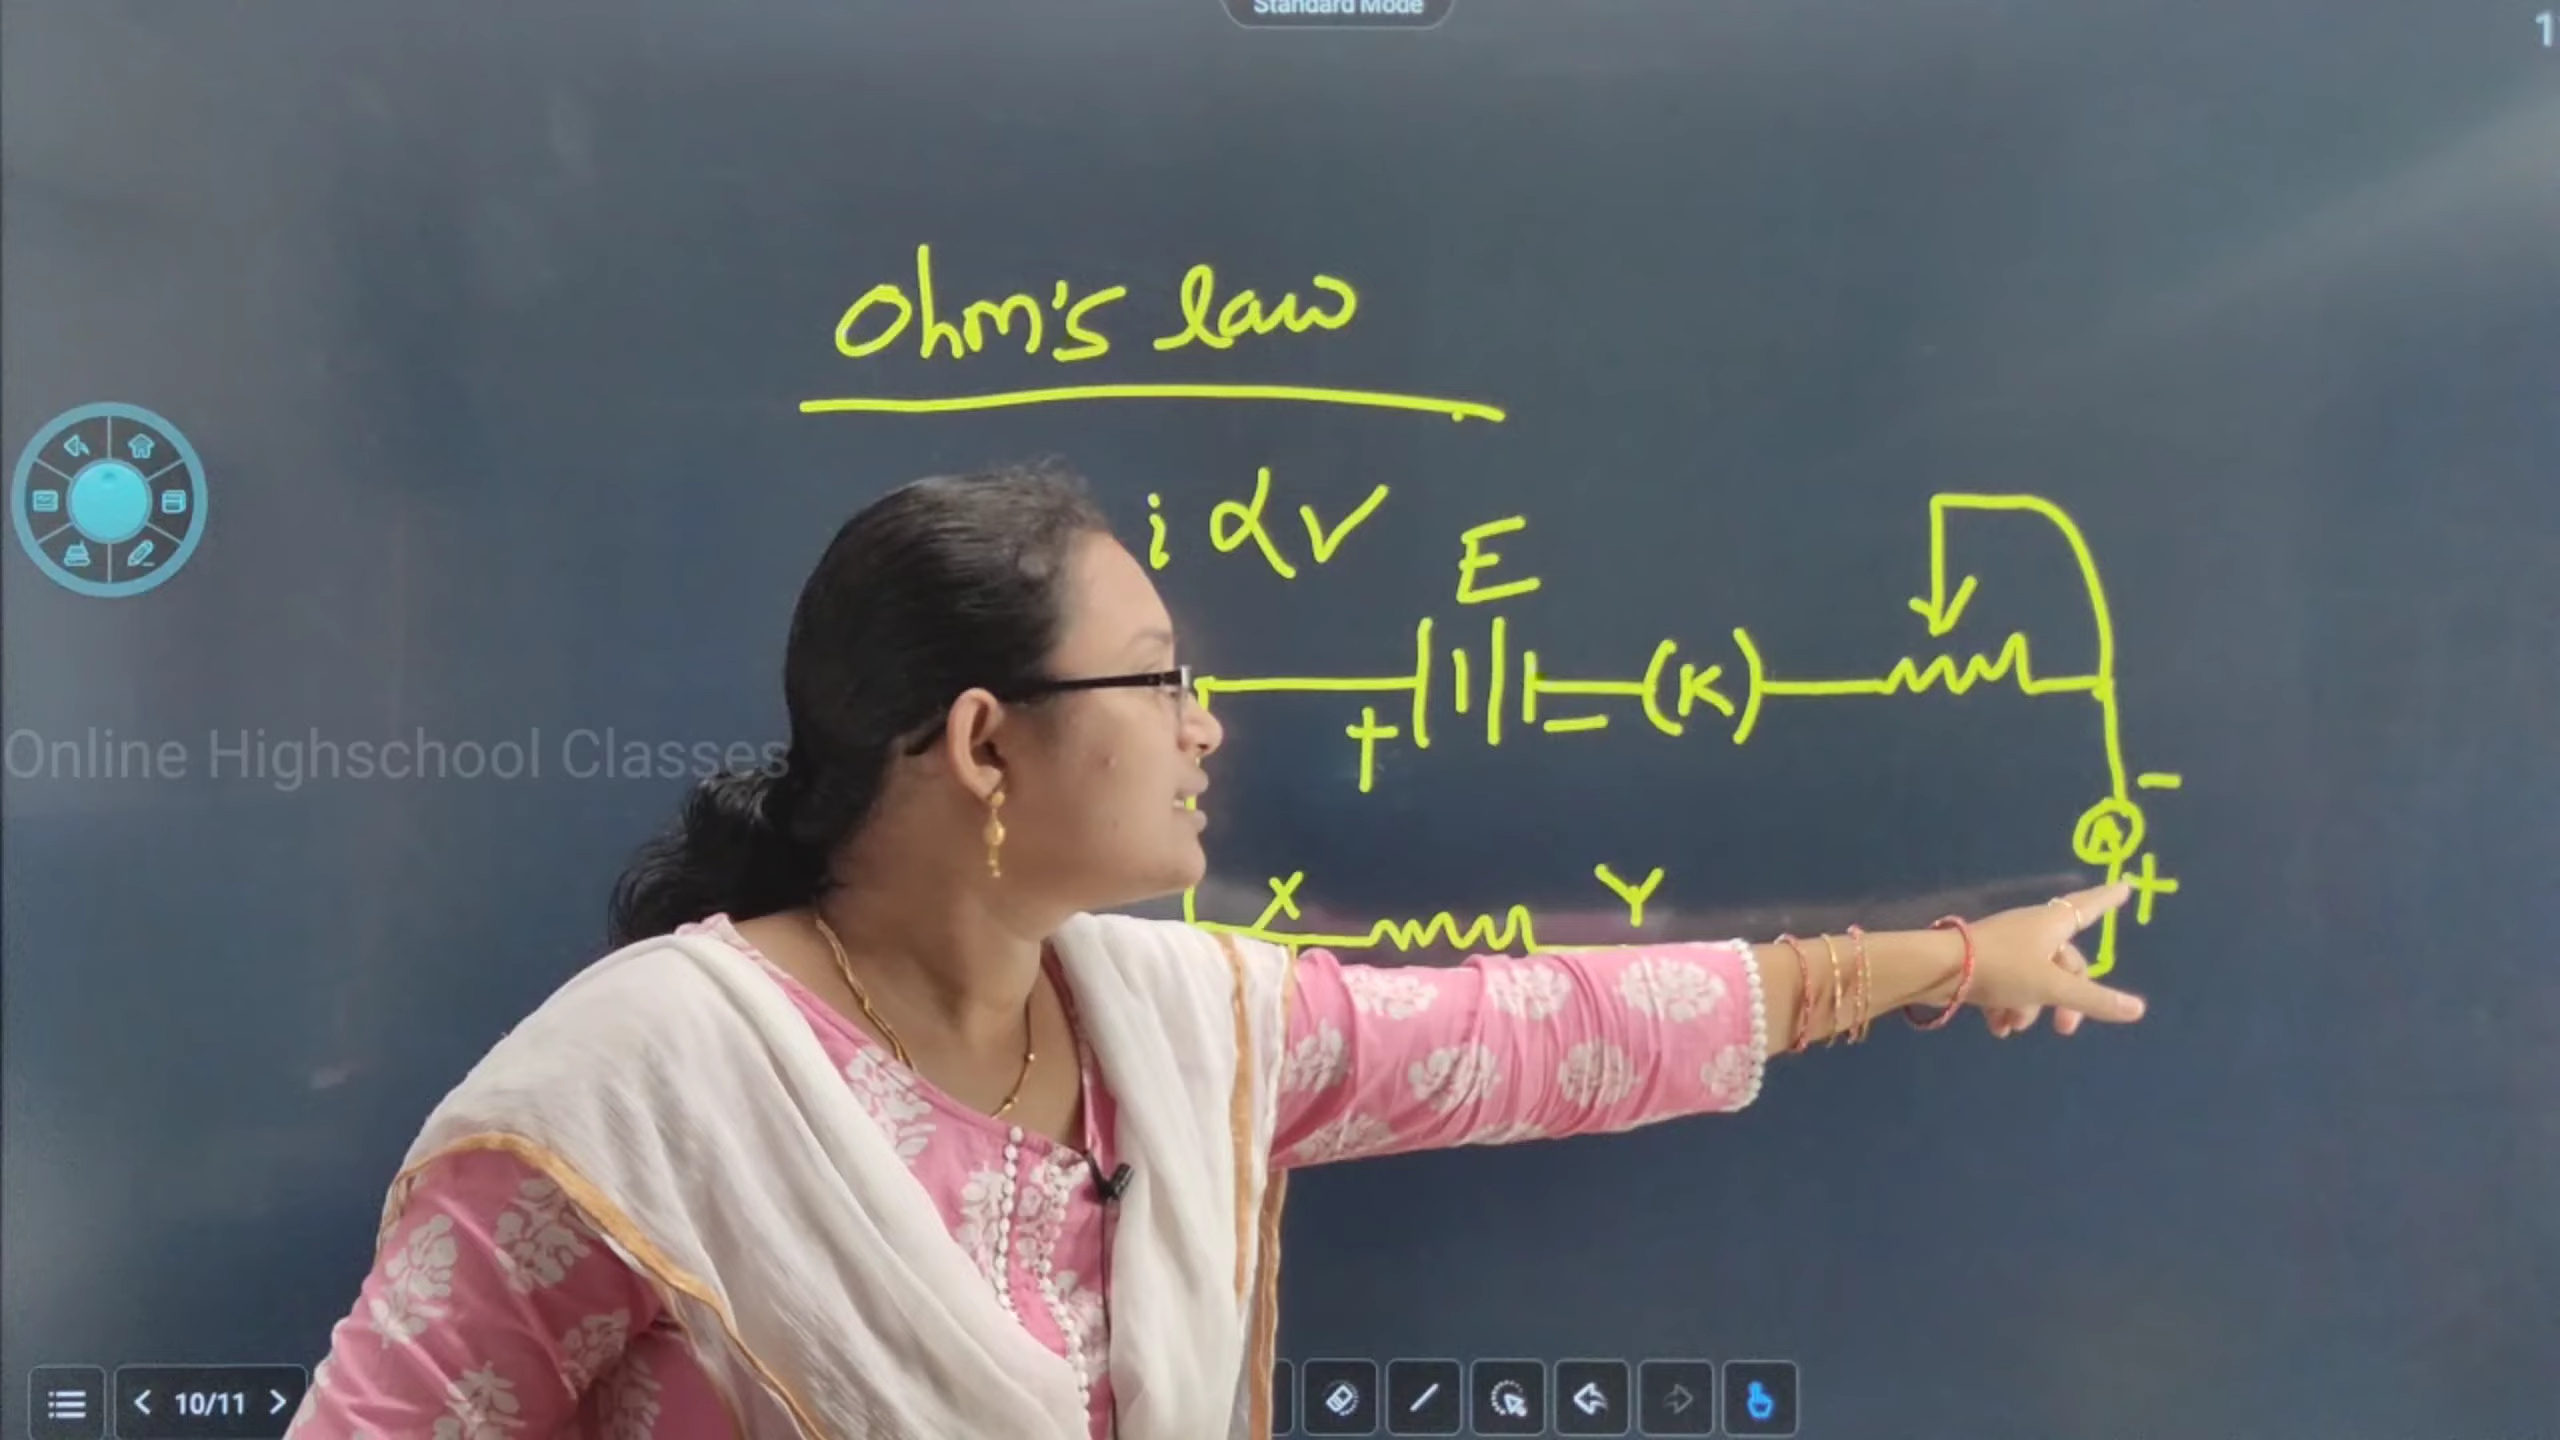 Standard Mode
1
Ohm's law
i α V
E
+ − (K)
−
A
+
X Y
Online Highschool Classes
10/11